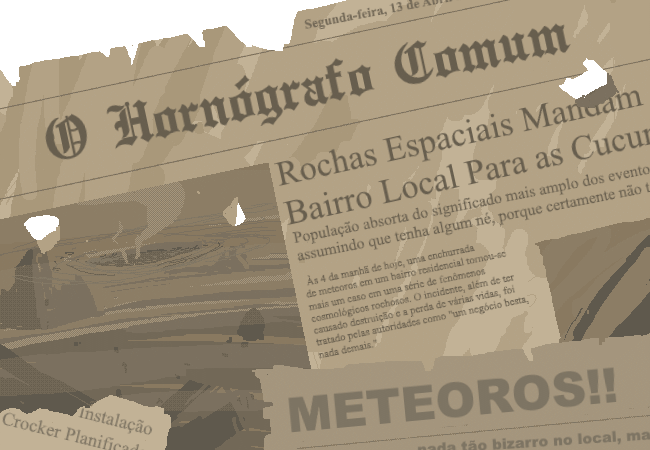 Segunda-feira, 13 de Abri
O Hornógrafo Comum
Rochas Espaciais Mandam
Bairro Local Para as Cucui
População absorta do significado mais amplo dos evento
assumindo que tenha algum né, porque certamente não t
Às 4 da manhã de hoje, uma enchurrada
de meteoros em um bairro residencial tornou-se
mais um caso em uma série de fenômenos
cosmológicos rochosos. O incidente, além de ter
causado destruição e a perda de várias vidas, foi
tratado pelas autoridades como "um negócio besta,
nada demais."
METEOROS!!
nada tão bizarro no local, ma
Instalação
Crocker Planificad